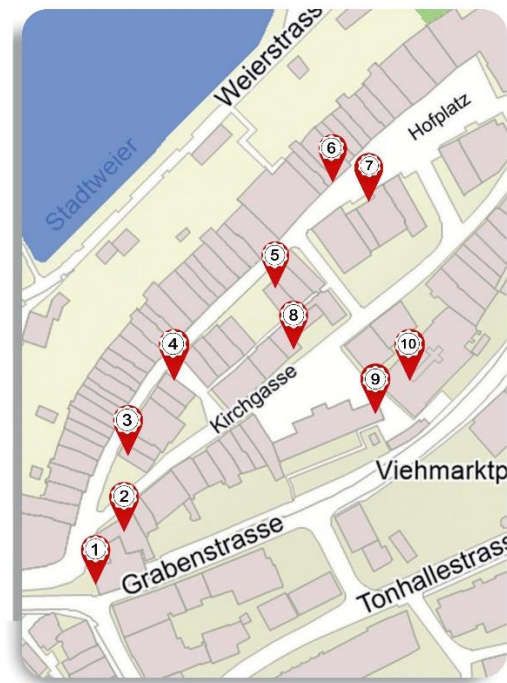 Weierstrass
Stadtweier
Hofplatz
6
7
5
8
4
10
Kirchgasse
9
3
Viehmarktp
2
1
Grabenstrasse
Tonhallestrass